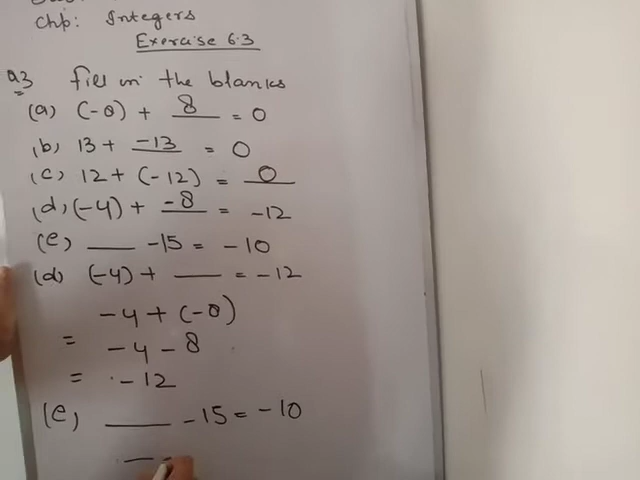 Chp: Integers
Exercise 6.3
Q3 fill in the blanks
(a) (-8) + 8 = 0
(b) 13 + -13 = 0
(c) 12 + (-12) = 0
(d) (-4) + -8 = -12
(e) ___ -15 = -10
(d) (-4) + ___ = -12
-4 + (-8)
= -4 - 8
= -12
(e) ___ -15 = -10